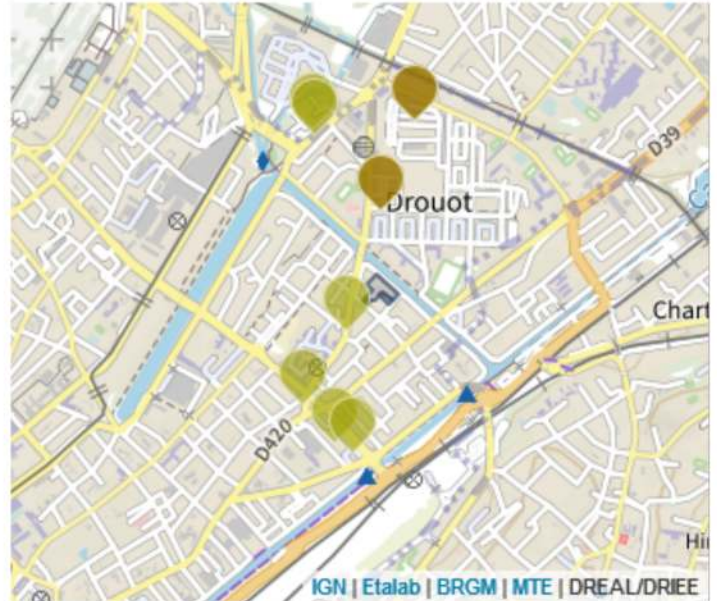 D39
Drouot
Chart
D420
Hi
IGN | Etalab | BRGM | MTE | DREAL/DRIEE